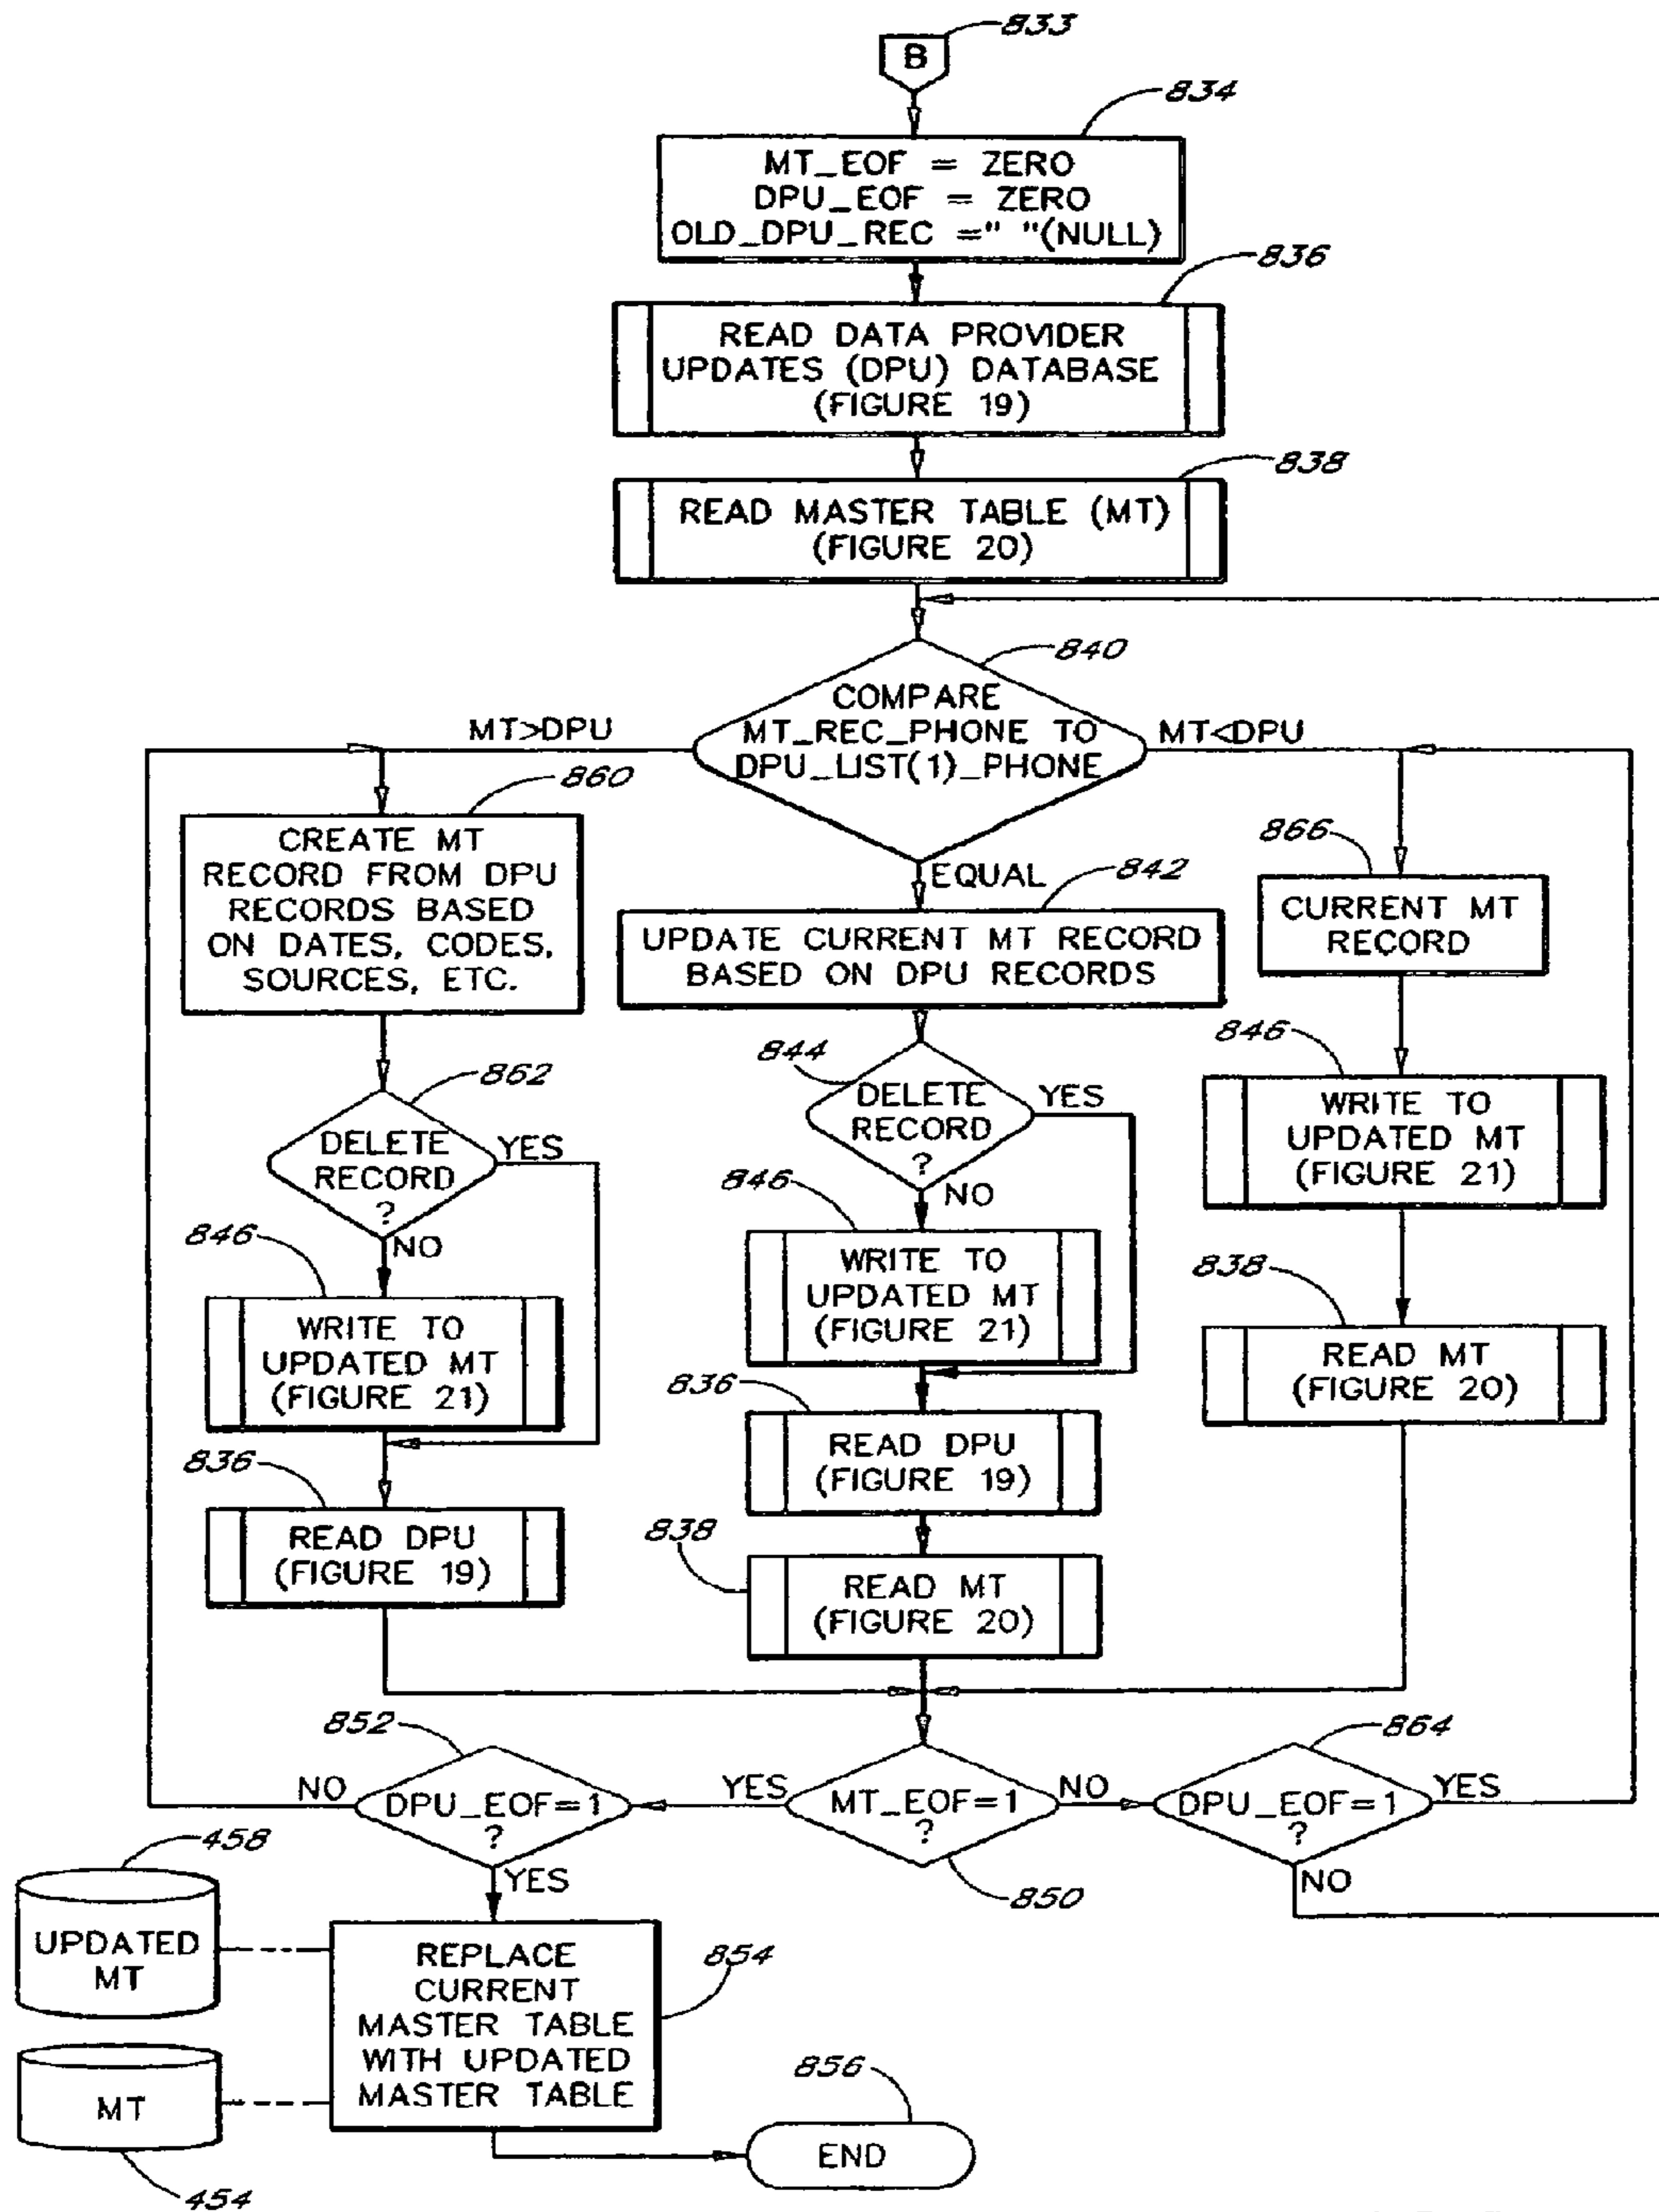 833
B
834
MT_EOF = ZERO
DPU_EOF = ZERO
OLD_DPU_REC =" "(NULL)
836
READ DATA PROVIDER
UPDATES (DPU) DATABASE
(FIGURE 19)
838
READ MASTER TABLE (MT)
(FIGURE 20)
840
COMPARE
MT_REC_PHONE TO
DPU_LIST(1)_PHONE
MT>DPU
MT<DPU
EQUAL
860
CREATE MT
RECORD FROM DPU
RECORDS BASED
ON DATES, CODES,
SOURCES, ETC.
862
DELETE
RECORD
?
YES
NO
846
WRITE TO
UPDATED MT
(FIGURE 21)
836
READ DPU
(FIGURE 19)
842
UPDATE CURRENT MT RECORD
BASED ON DPU RECORDS
844
DELETE
RECORD
?
YES
NO
846
WRITE TO
UPDATED MT
(FIGURE 21)
836
READ DPU
(FIGURE 19)
838
READ MT
(FIGURE 20)
866
CURRENT MT
RECORD
846
WRITE TO
UPDATED MT
(FIGURE 21)
838
READ MT
(FIGURE 20)
852
NO
DPU_EOF=1
?
YES
YES
MT_EOF=1
?
NO
850
864
DPU_EOF=1
?
YES
NO
458
UPDATED
MT
854
REPLACE
CURRENT
MASTER TABLE
WITH UPDATED
MASTER TABLE
MT
454
856
END